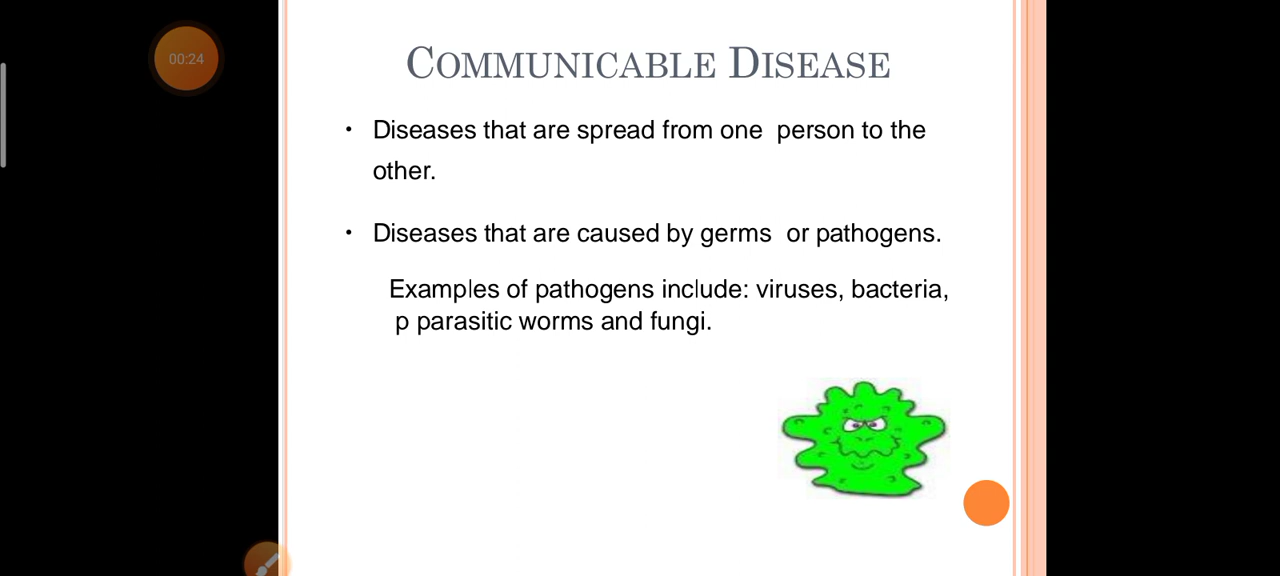 00:24
COMMUNICABLE DISEASE
• Diseases that are spread from one  person to the
other.
• Diseases that are caused by germs  or pathogens.
Examples of pathogens include: viruses, bacteria,
p parasitic worms and fungi.